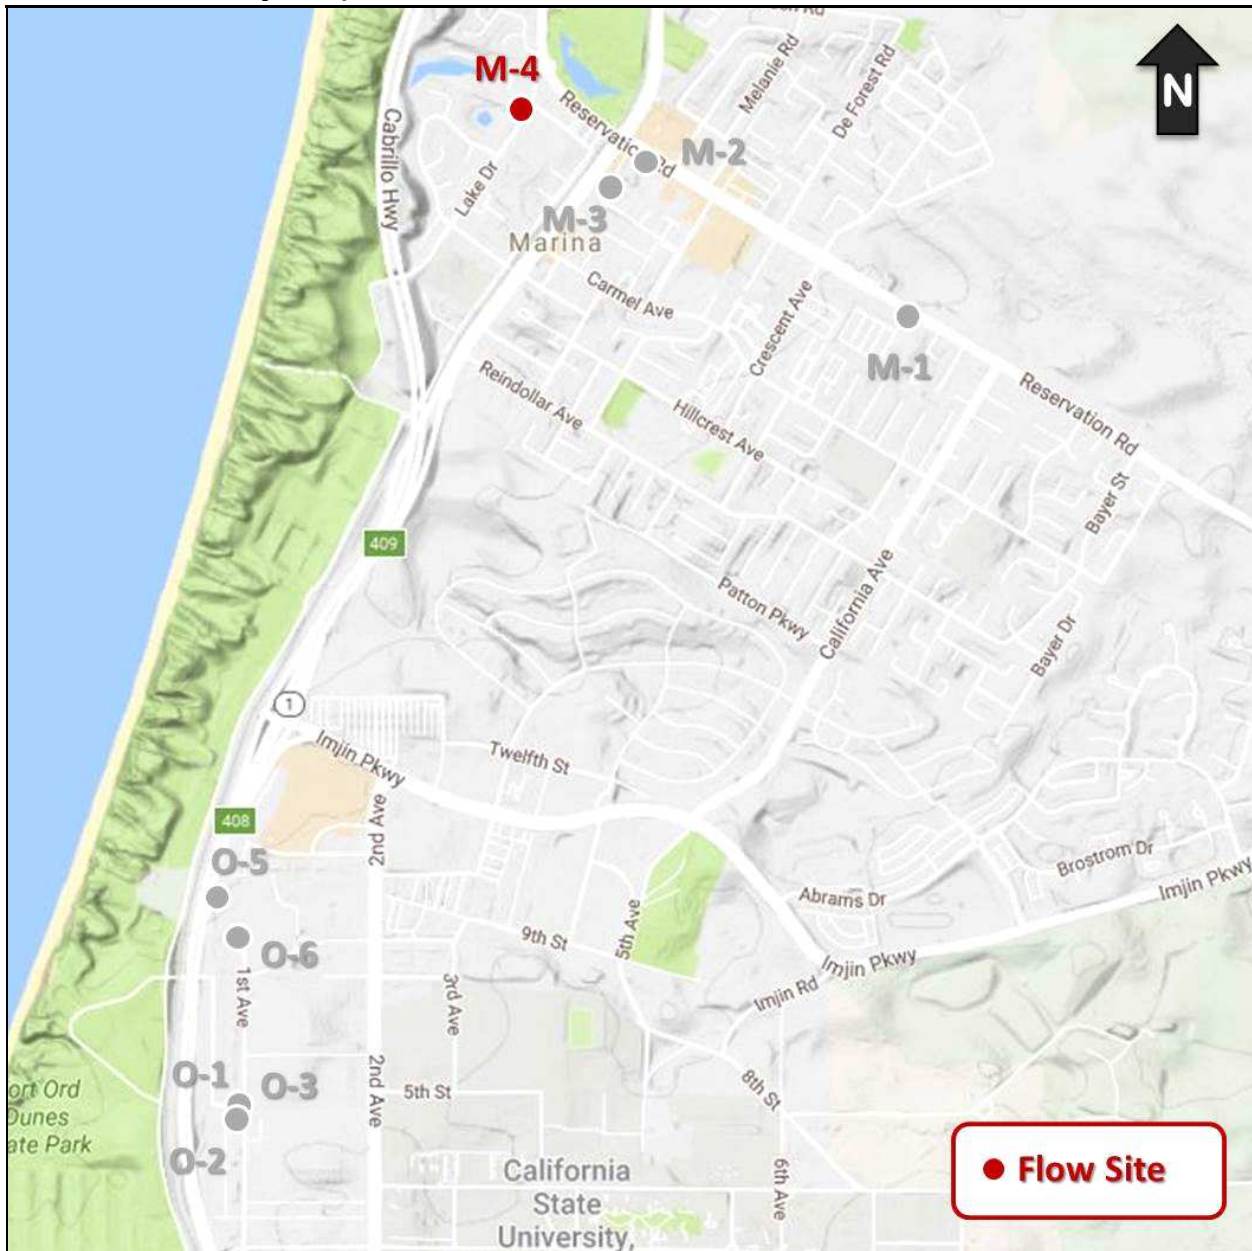 M-4
N
Melanie Rd
De Forest Rd
Reservation Rd
M-2
Cabrillo Hwy
Lake Dr
M-3
Marina
Carmel Ave
Crescent Ave
M-1
Reindollar Ave
Hillcrest Ave
Reservation Rd
Bayer St
409
California Ave
Patton Pkwy
Bayer Dr
1
Imjin Pkwy
Twelfth St
2nd Ave
408
O-5
Brostrom Dr
Imjin Pkwy
Abrams Dr
5th Ave
9th St
O-6
Imjin Pkwy
Imjin Rd
1st Ave
3rd Ave
O-1
O-3
2nd Ave
5th St
8th St
ort Ord
Dunes
ate Park
O-2
6th Ave
California
State
University,
Flow Site